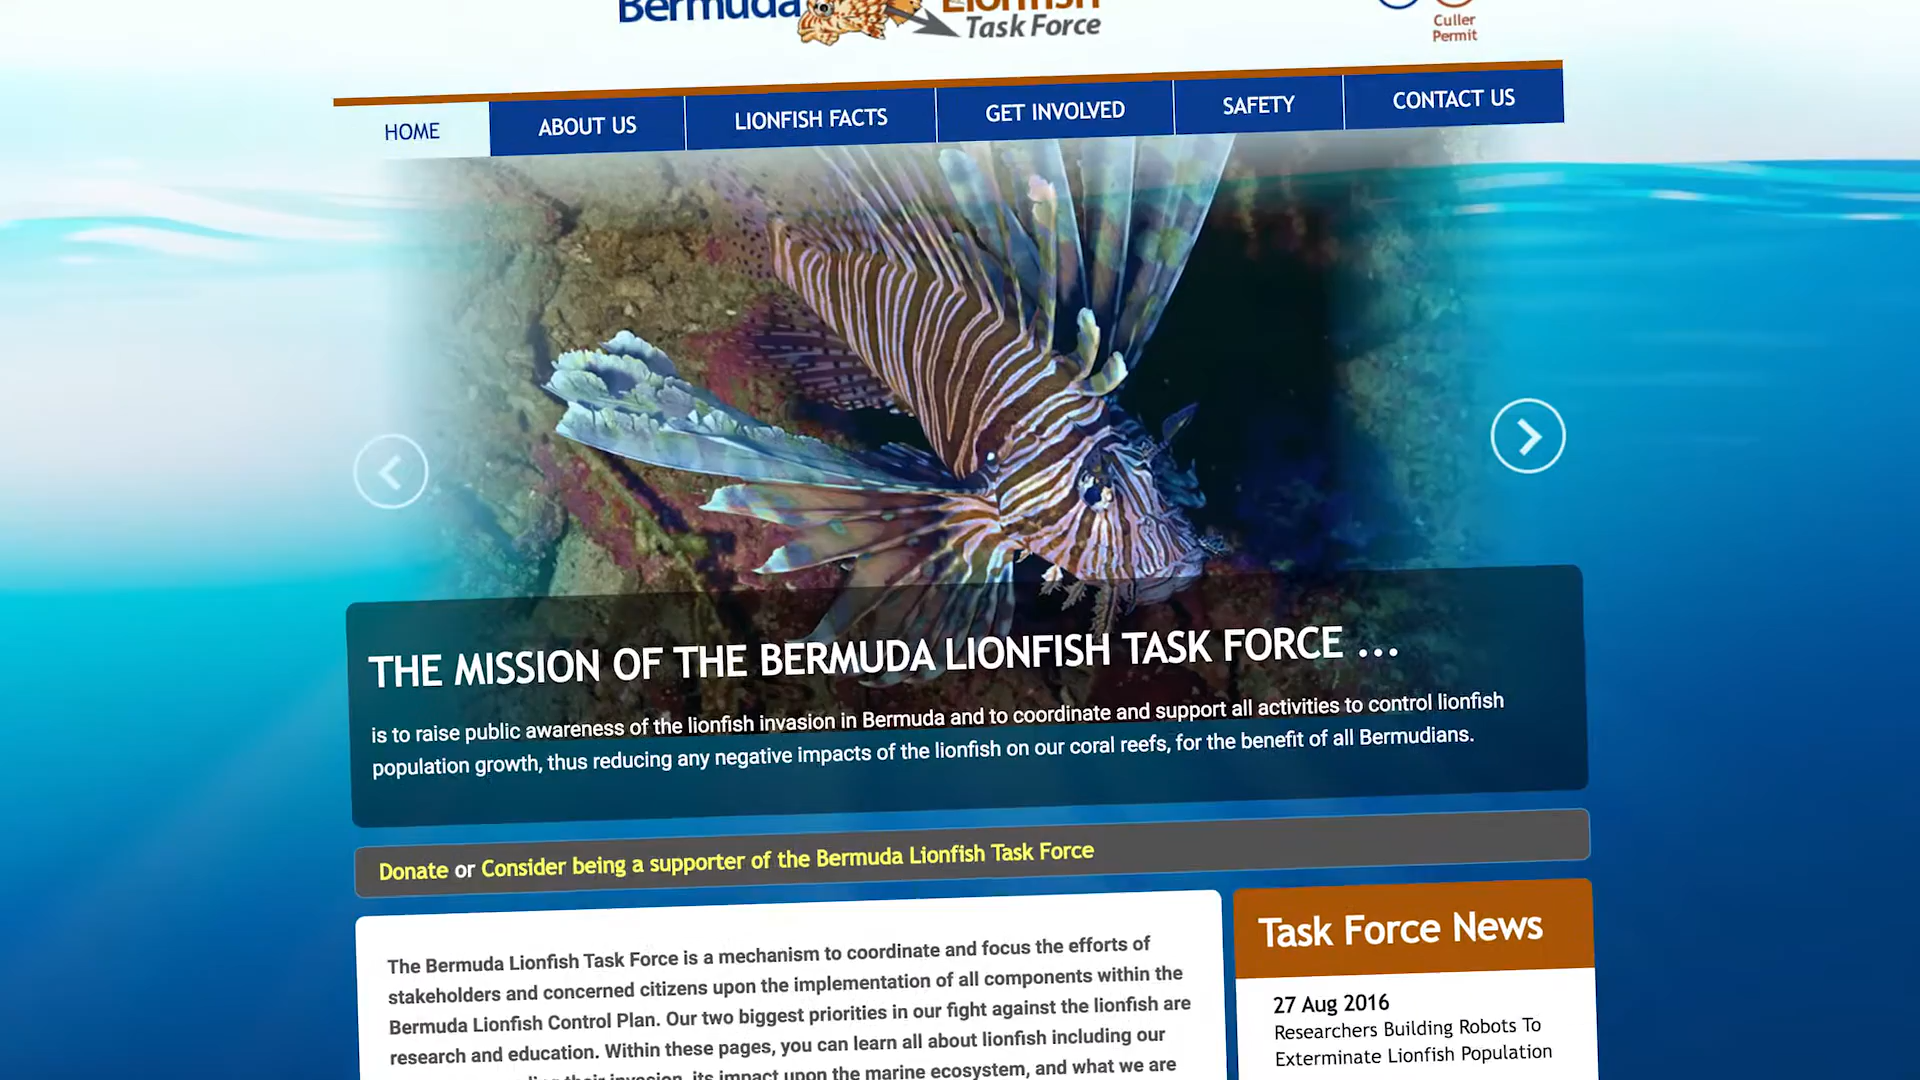 Bermuda
Lionfish
Task Force
Culler
Permit
HOME
ABOUT US
LIONFISH FACTS
GET INVOLVED
SAFETY
CONTACT US
THE MISSION OF THE BERMUDA LIONFISH TASK FORCE ...
is to raise public awareness of the lionfish invasion in Bermuda and to coordinate and support all activities to control lionfish
population growth, thus reducing any negative impacts of the lionfish on our coral reefs, for the benefit of all Bermudians.
Donate or Consider being a supporter of the Bermuda Lionfish Task Force
The Bermuda Lionfish Task Force is a mechanism to coordinate and focus the efforts of
stakeholders and concerned citizens upon the implementation of all components within the
Bermuda Lionfish Control Plan. Our two biggest priorities in our fight against the lionfish are
research and education. Within these pages, you can learn all about lionfish including our
their invasion, its impact upon the marine ecosystem, and what we are
Task Force News
27 Aug 2016
Researchers Building Robots To
Exterminate Lionfish Population